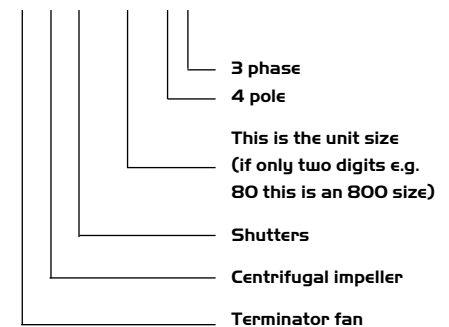 3 phase
4 pole
This is the unit size
(if only two digits e.g.
80 this is an 800 size)
Shutters
Centrifugal impeller
Terminator fan